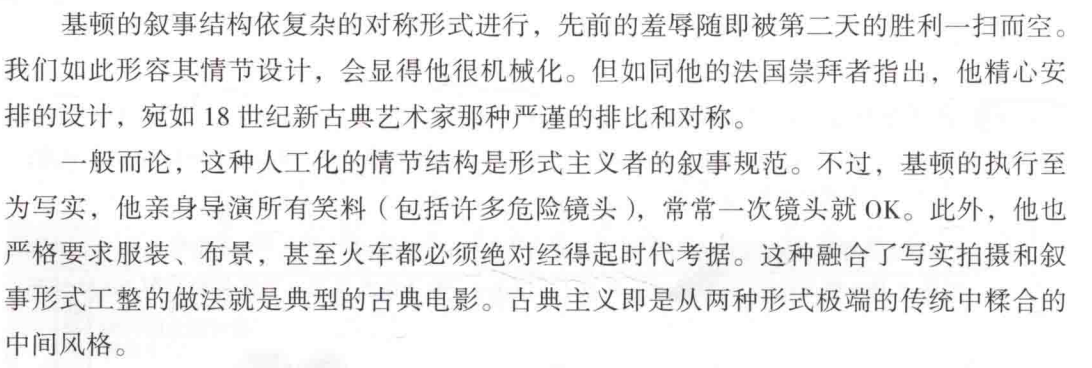 基顿的叙事结构依复杂的对称形式进行，先前的羞辱随即被第二天的胜利一扫而空。
我们如此形容其情节设计，会显得他很机械化。但如同他的法国崇拜者指出，他精心安
排的设计，宛如 18 世纪新古典艺术家那种严谨的排比和对称。
一般而论，这种人工化的情节结构是形式主义者的叙事规范。不过，基顿的执行至
为写实，他亲身导演所有笑料（包括许多危险镜头），常常一次镜头就 OK。此外，他也
严格要求服装、布景，甚至火车都必须绝对经得起时代考据。这种融合了写实拍摄和叙
事形式工整的做法就是典型的古典电影。古典主义即是从两种形式极端的传统中糅合的
中间风格。